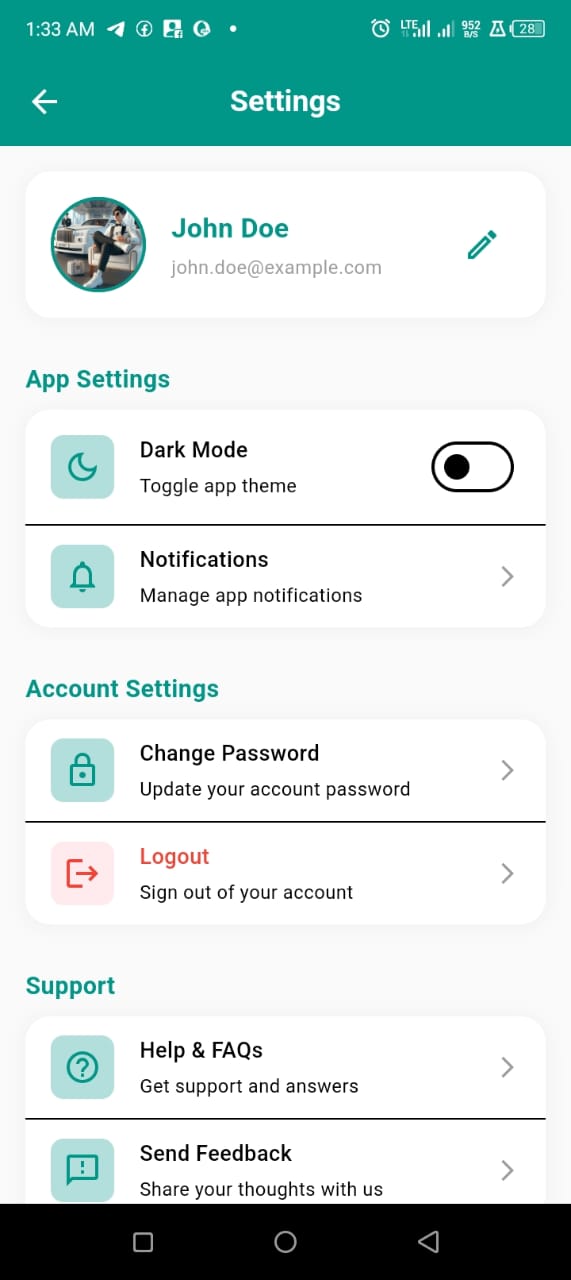 1:33 AM LTE 952 B/S 28
Settings
John Doe
john.doe@example.com
App Settings
Dark Mode
Toggle app theme
Notifications
Manage app notifications
Account Settings
Change Password
Update your account password
Logout
Sign out of your account
Support
Help & FAQs
Get support and answers
Send Feedback
Share your thoughts with us